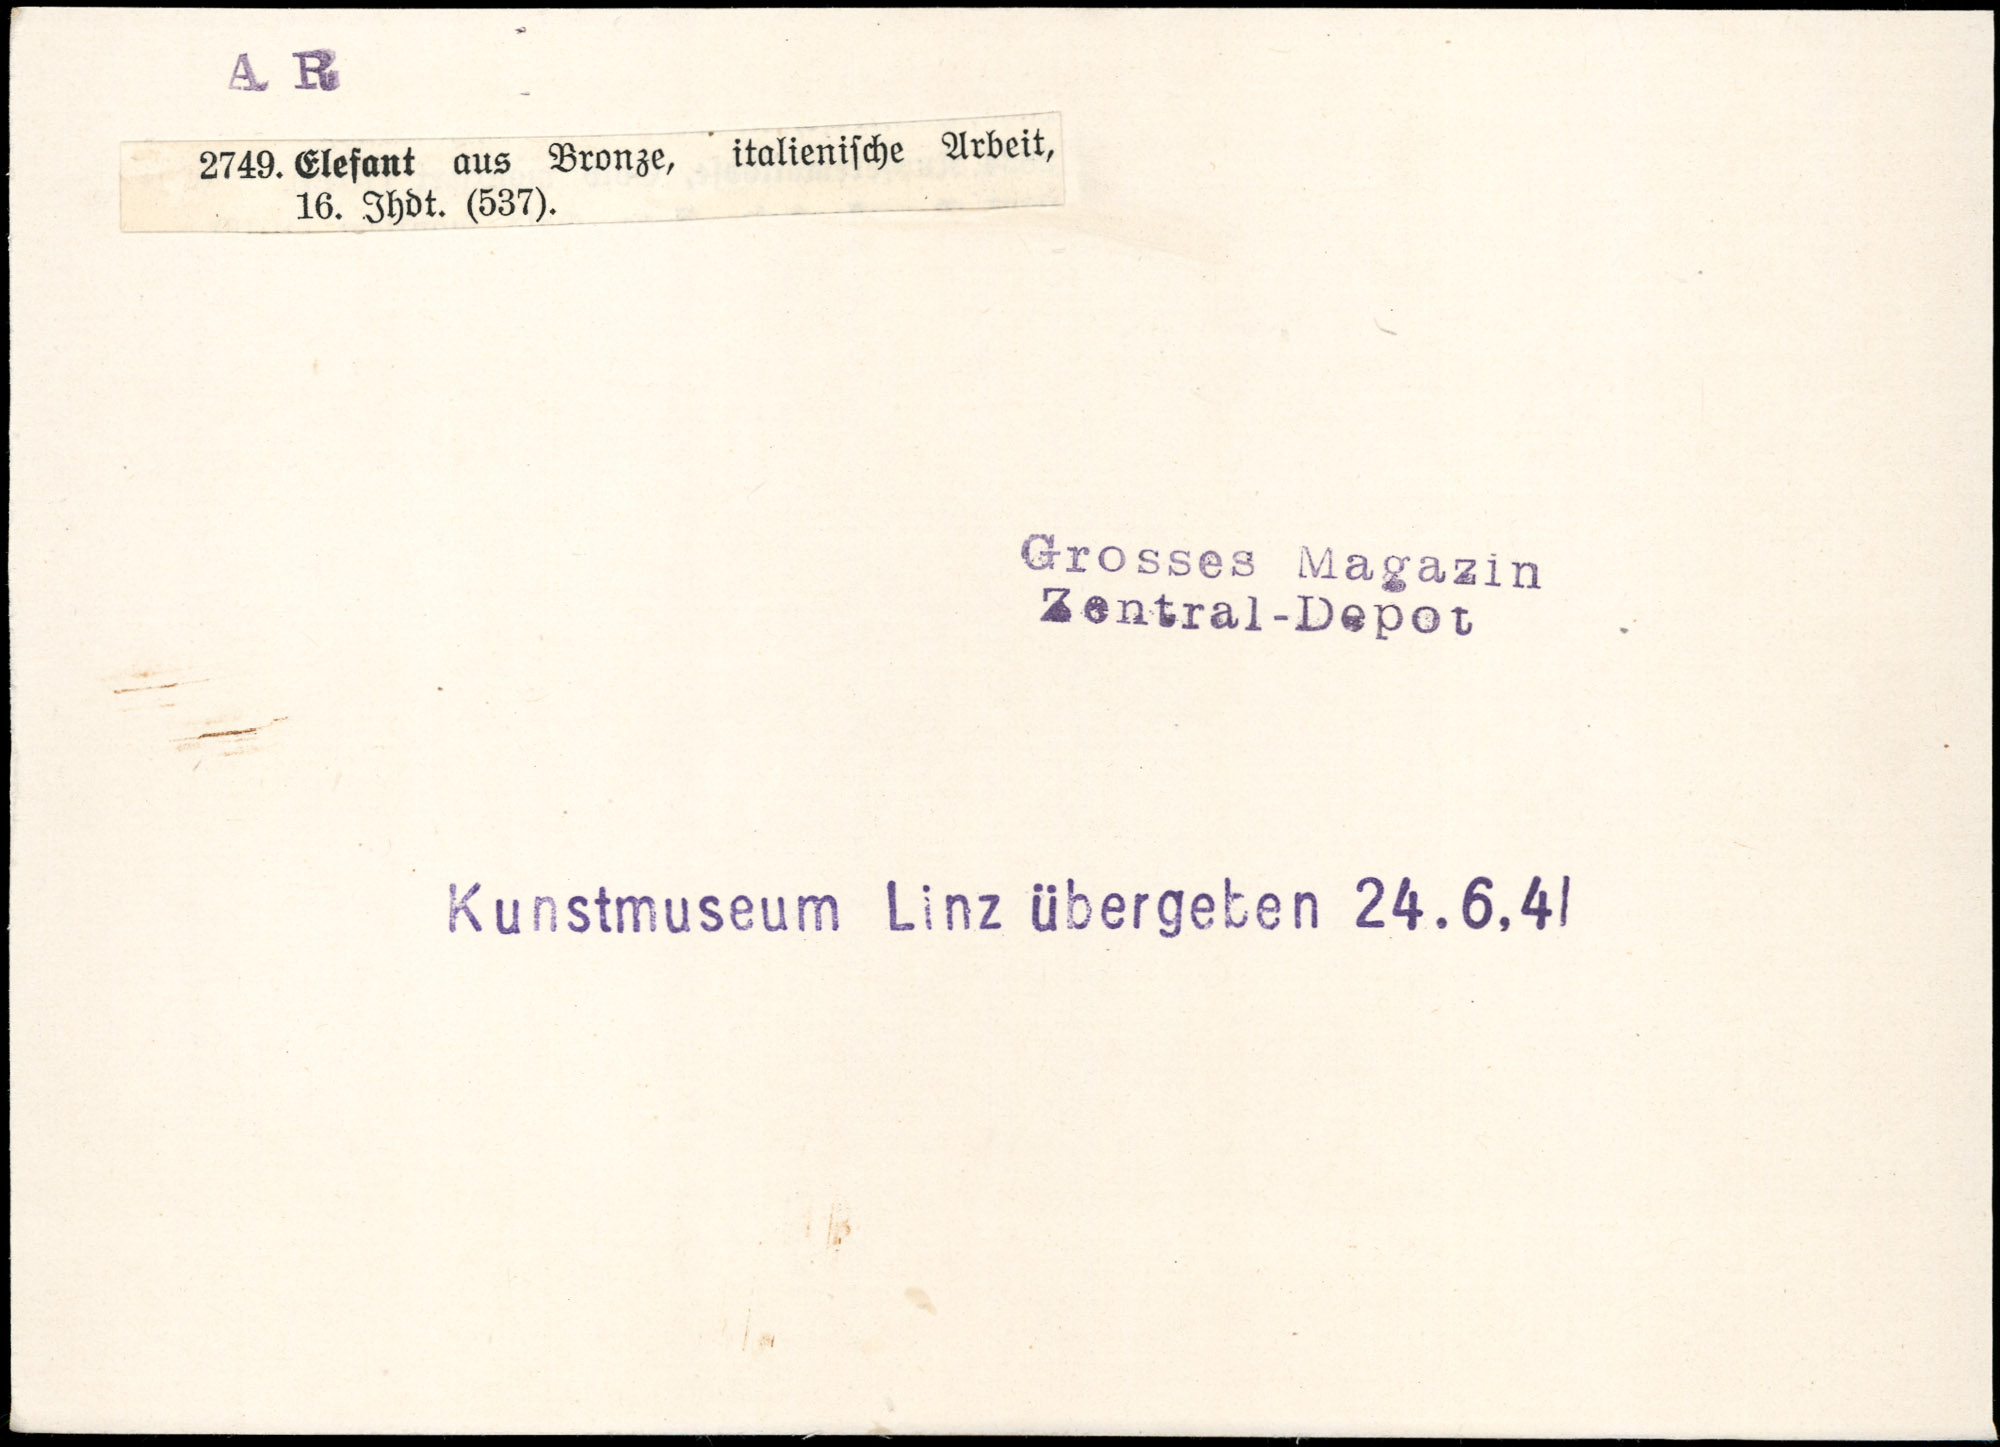 A R
2749. Elefant aus Bronze, italienische Arbeit,
16. Jhdt. (537).
Grosses Magazin
Zentral-Depot
Kunstmuseum Linz übergeben 24.6,41